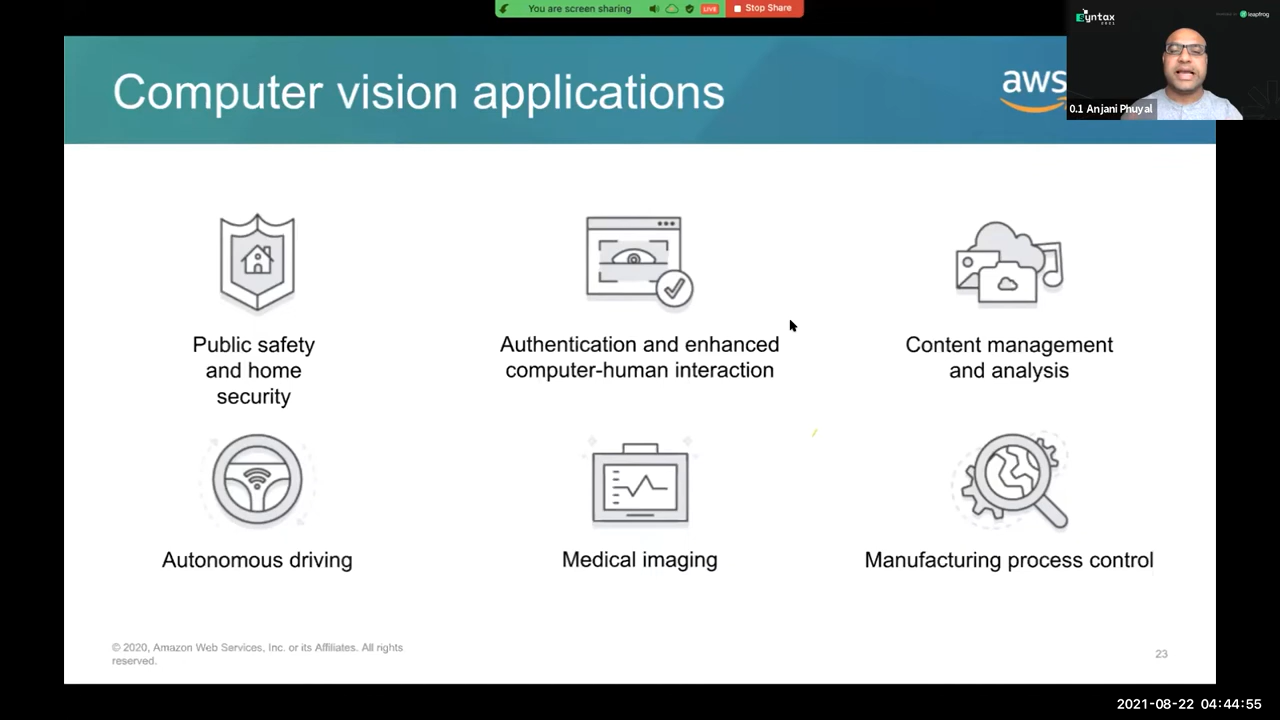 You are screen sharing
LIVE
Stop Share
Syntax
leapfrog
Computer vision applications
aws
0.1 Anjani Phuyal
Public safety
and home
security
Authentication and enhanced
computer-human interaction
Content management
and analysis
Autonomous driving
Medical imaging
Manufacturing process control
© 2020, Amazon Web Services, Inc. or its Affiliates. All rights
reserved.
23
2021-08-22 04:44:55